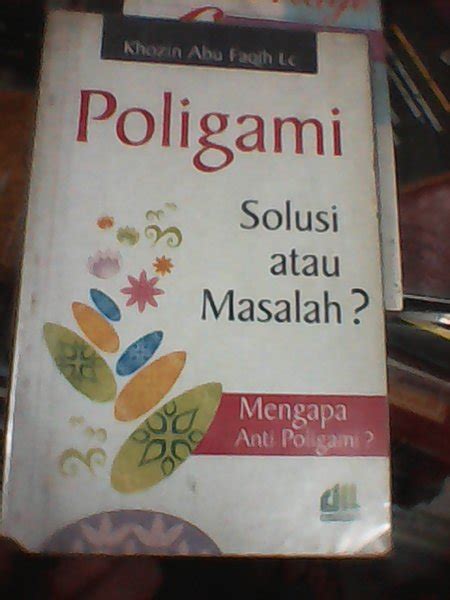 Khozin Abu Faqih Lc
Poligami
Solusi
atau
Masalah?
Mengapa
Anti Poligami?